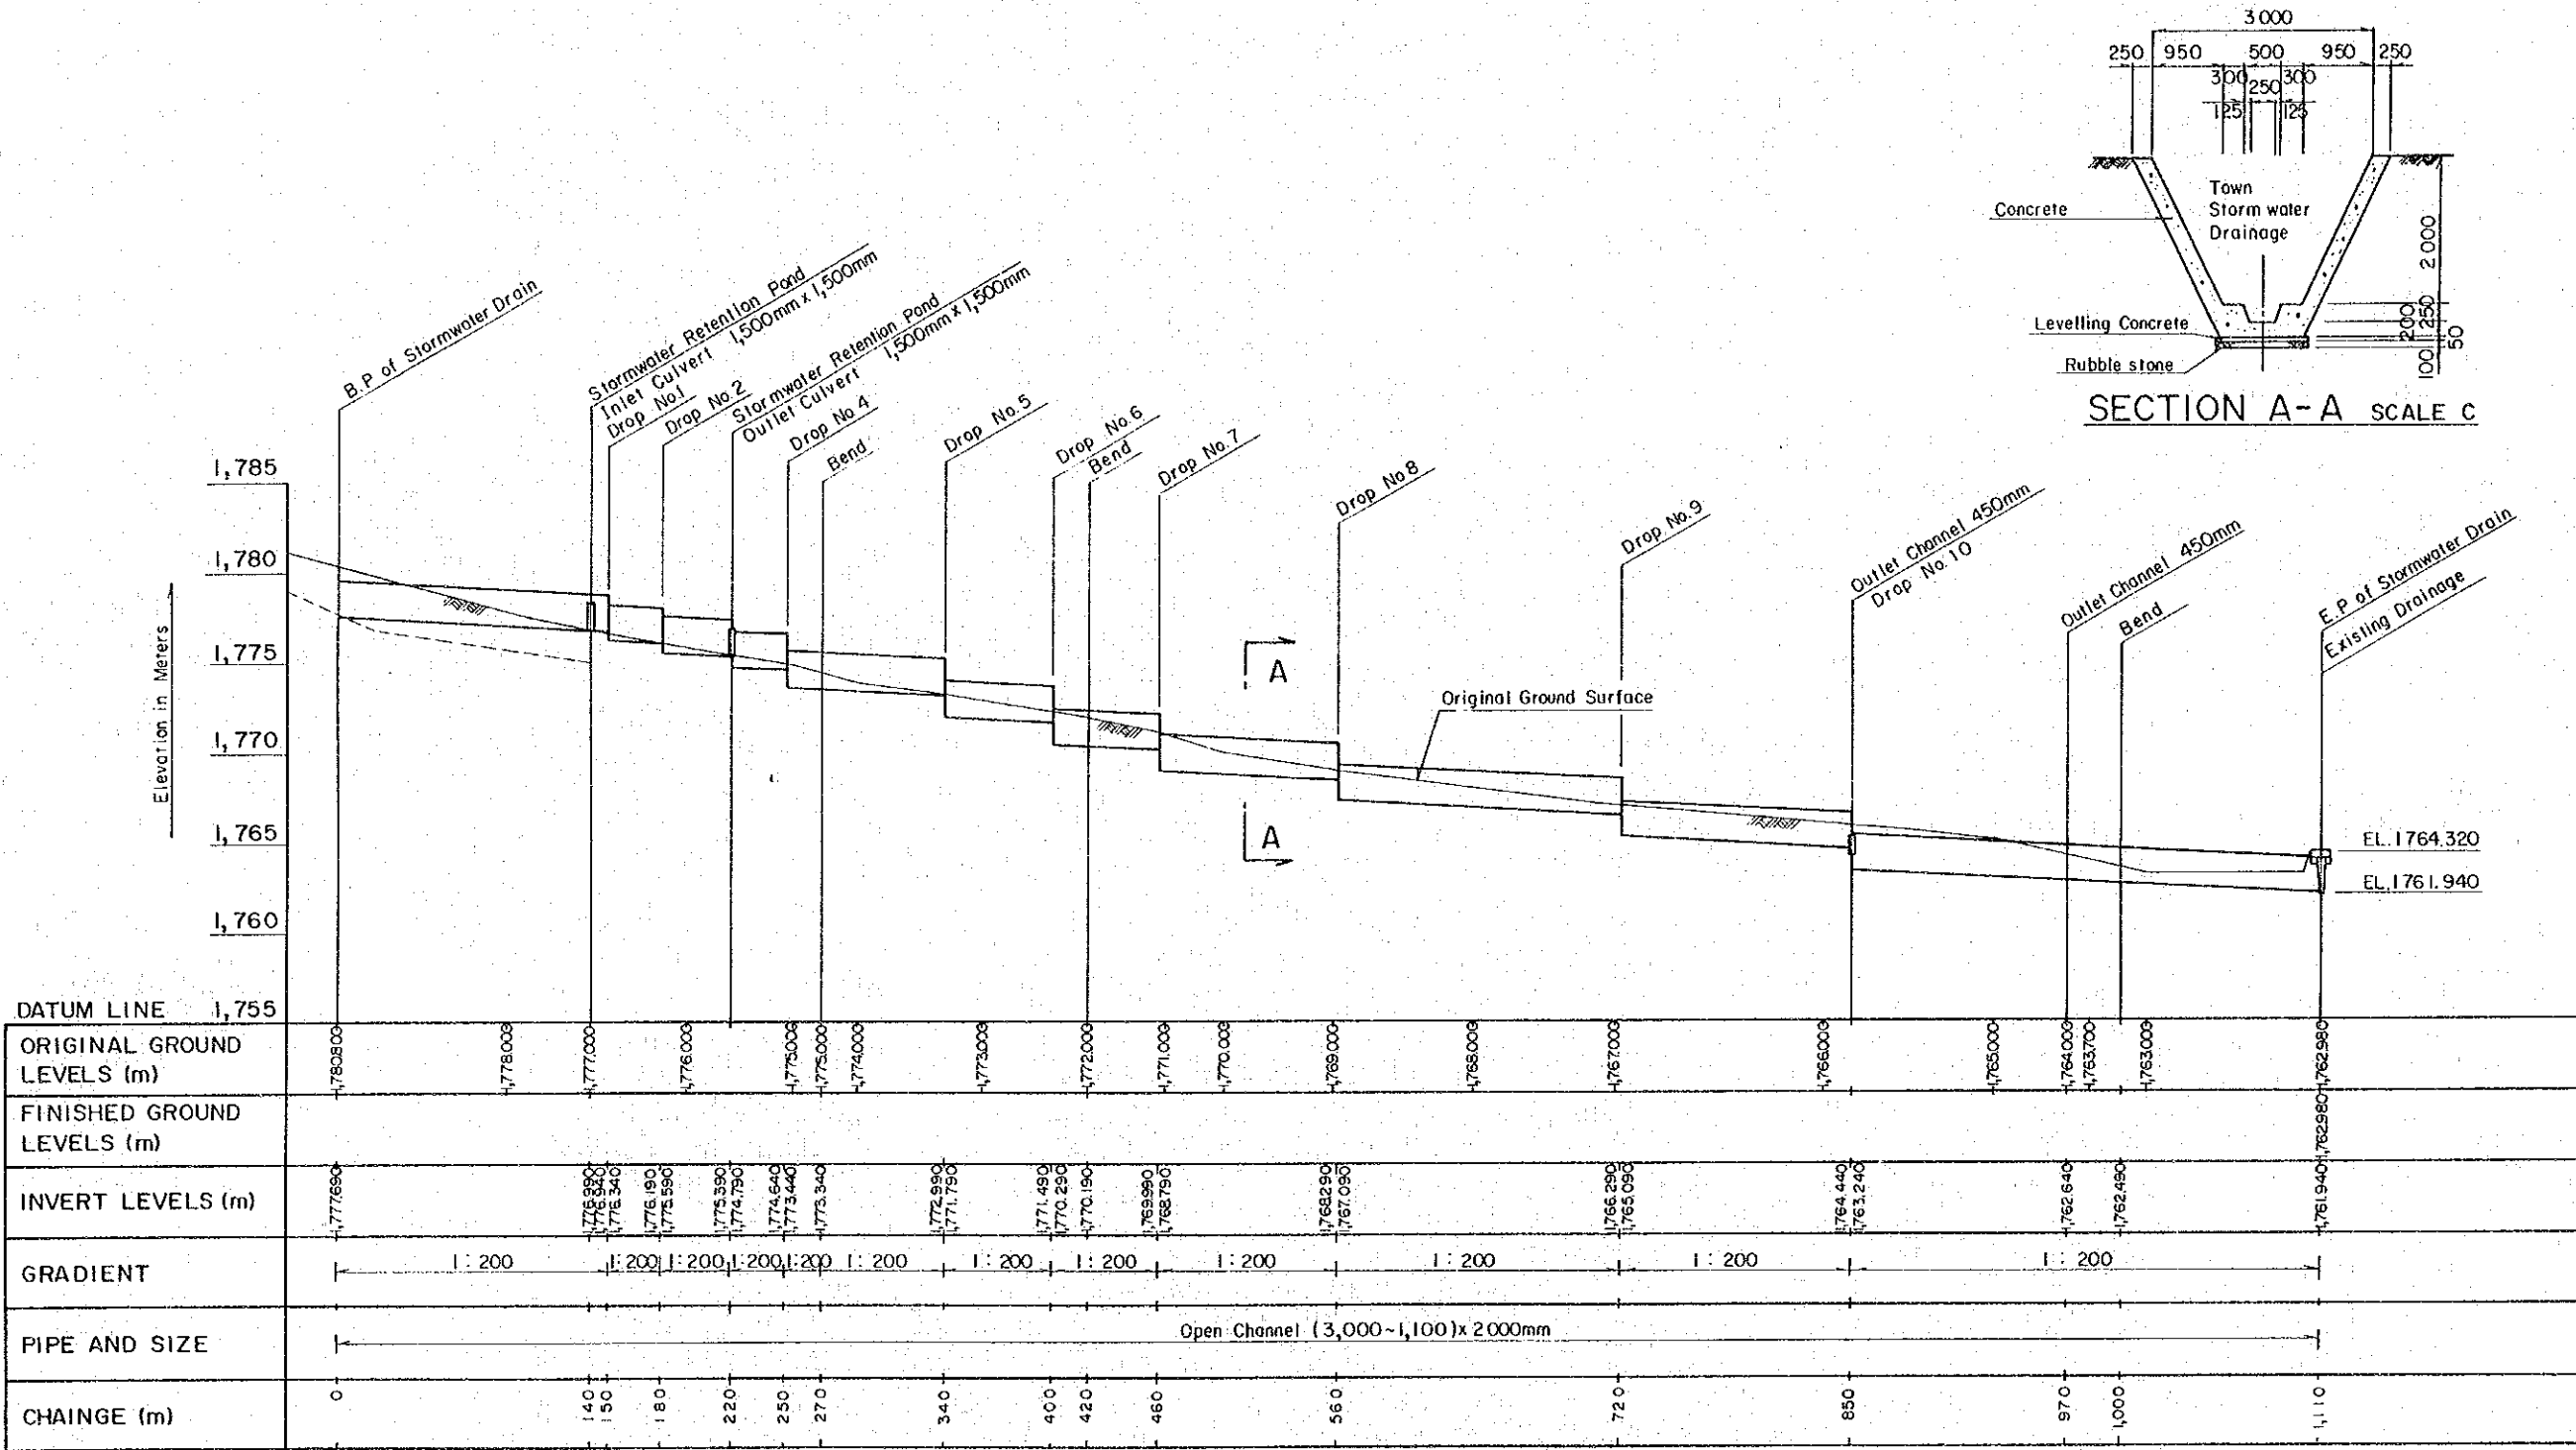 3000
250 950 500 950 250
300 300
250
125 125
Town
Storm water
Drainage
Concrete
2000
Levelling Concrete
200
250
50
100
Rubble stone
SECTION A-A SCALE C
B.P of Stormwater Drain
Stormwater Retention Pond
Inlet Culvert 1,500mm x 1,500mm
Drop No.1
Drop No.2
Stormwater Retention Pond
Outlet Culvert 1,500mm x 1,500mm
Drop No.4
Bend
Drop No.5
Drop No.6
Bend
Drop No.7
Drop No.8
Drop No.9
Outlet Channel 450mm
Drop No.10
Outlet Channel 450mm
Bend
E.P of Stormwater Drain
Existing Drainage
Elevation in Meters
1,785
1,780
1,775
1,770
1,765
1,760
A
A
Original Ground Surface
EL.1764.320
EL.1761.940
DATUM LINE 1,755
ORIGINAL GROUND
LEVELS (m)
1,780.800 1,778.000 1,777.000 1,776.000 1,775.000 1,775.000 1,774.000 1,773.000 1,772.000 1,771.000 1,770.000 1,769.000 1,768.000 1,767.000 1,766.000 1,765.000 1,764.000 1,763.700 1,763.000 1,762.980
FINISHED GROUND
LEVELS (m)
1,762.980
INVERT LEVELS (m)
1,777.690 1,776.990 1,776.940 1,776.340 1,776.190 1,775.590 1,775.390 1,774.790 1,774.640 1,773.440 1,773.340 1,772.990 1,771.790 1,771.490 1,770.290 1,770.190 1,769.990 1,768.790 1,768.290 1,767.090 1,766.290 1,765.090 1,764.440 1,763.240 1,762.640 1,762.490 1,761.940
GRADIENT
1:200 1:200 1:200 1:200 1:200 1:200 1:200 1:200 1:200 1:200 1:200 1:200
PIPE AND SIZE
Open Channel (3,000~1,100)x2000mm
CHAINGE (m)
0 140 150 180 220 250 270 340 400 420 460 560 720 850 970 1,000 1,110